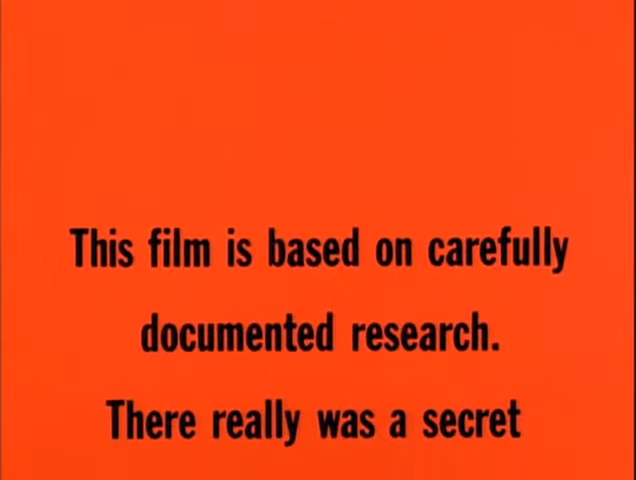 This film is based on carefully
documented research.
There really was a secret